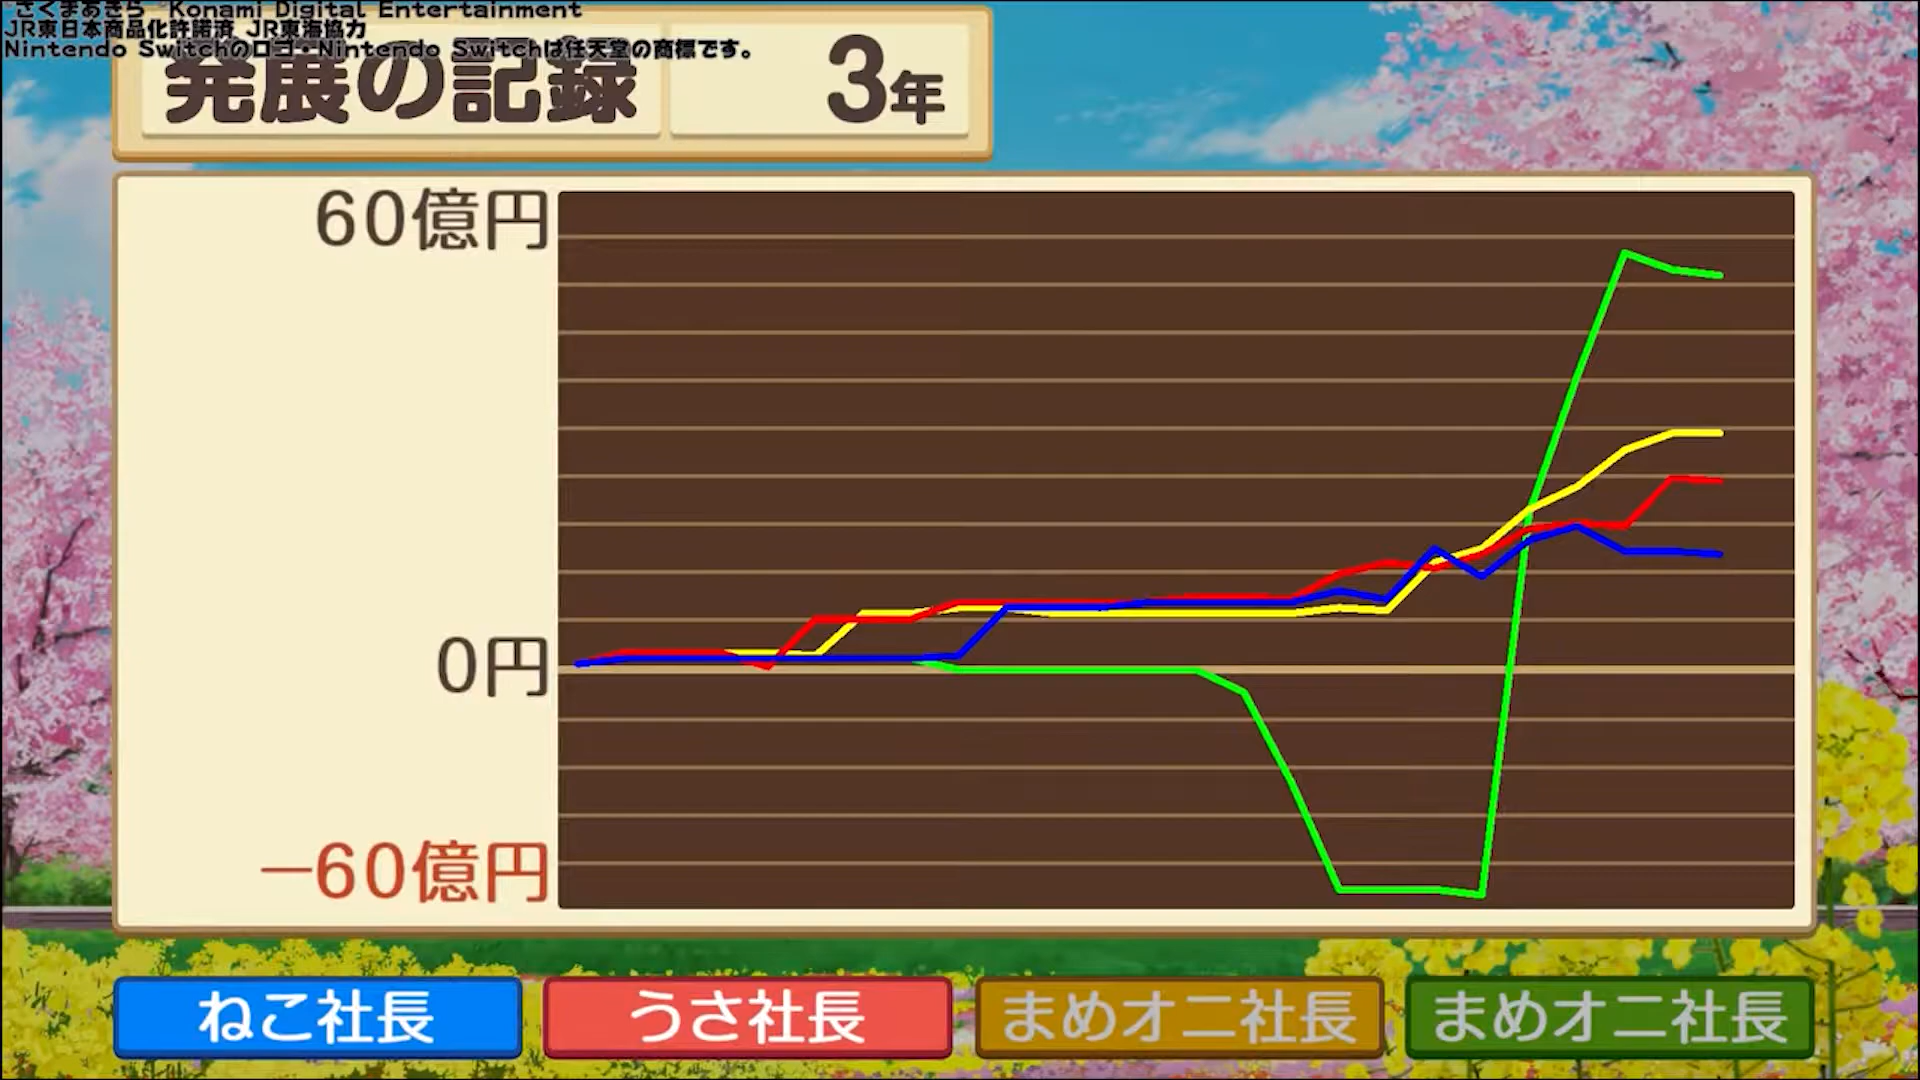 さくまあきら Konami Digital Entertainment
JR東日本商品化許諾済 JR東海協力
Nintendo Switchのロゴ・Nintendo Switchは任天堂の商標です。
発展の記録 3年
60億円
0円
－60億円
ねこ社長 うさ社長 まめオニ社長 まめオニ社長